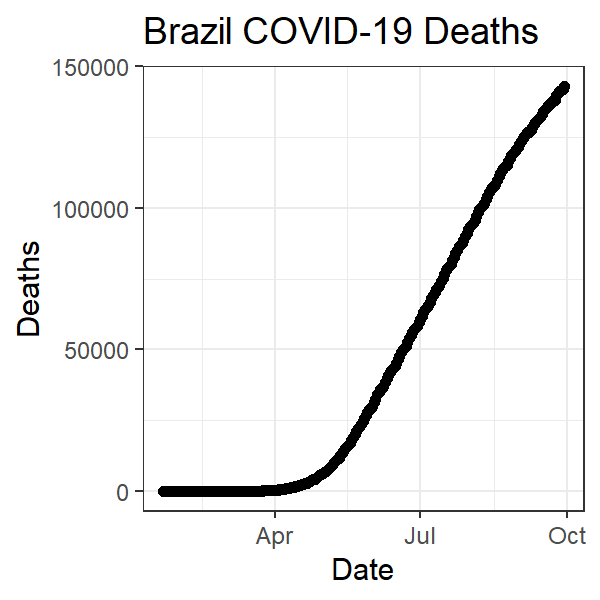 Brazil COVID-19 Deaths
150000
100000
50000
0
Deaths
Apr Jul Oct
Date